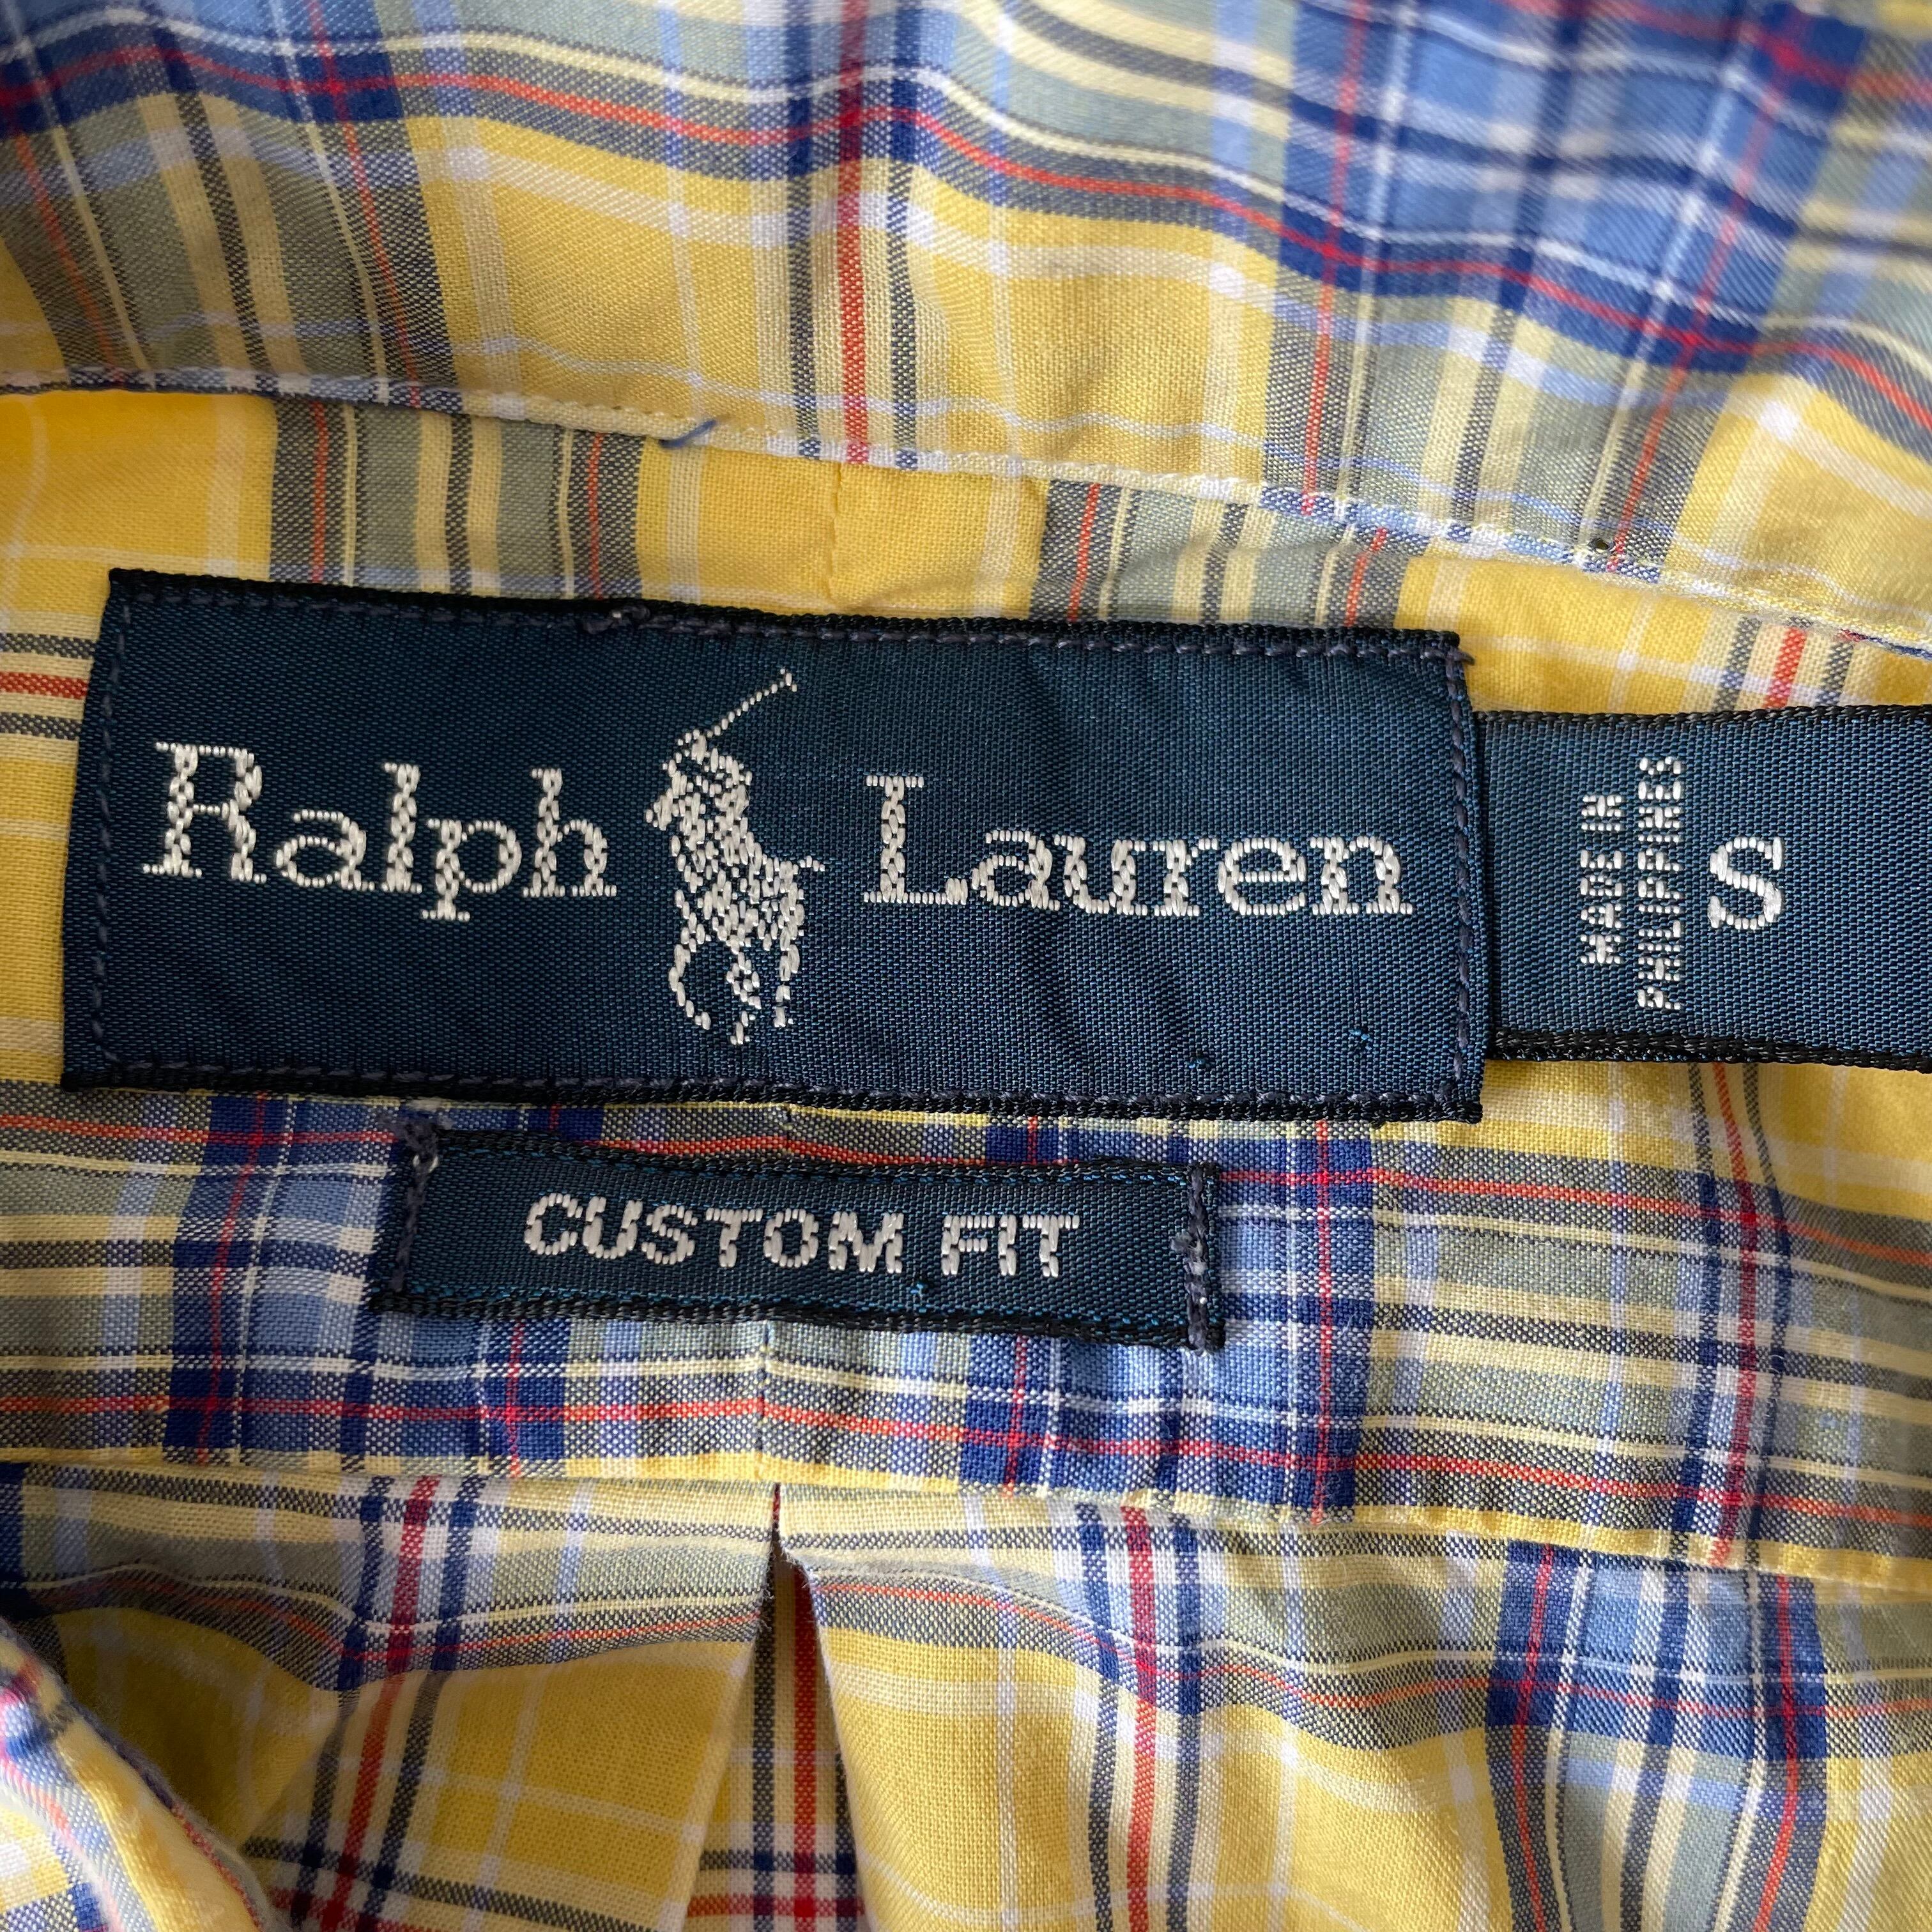 Ralph Lauren
MADE IN
PHILIPPINES
S
CUSTOM FIT